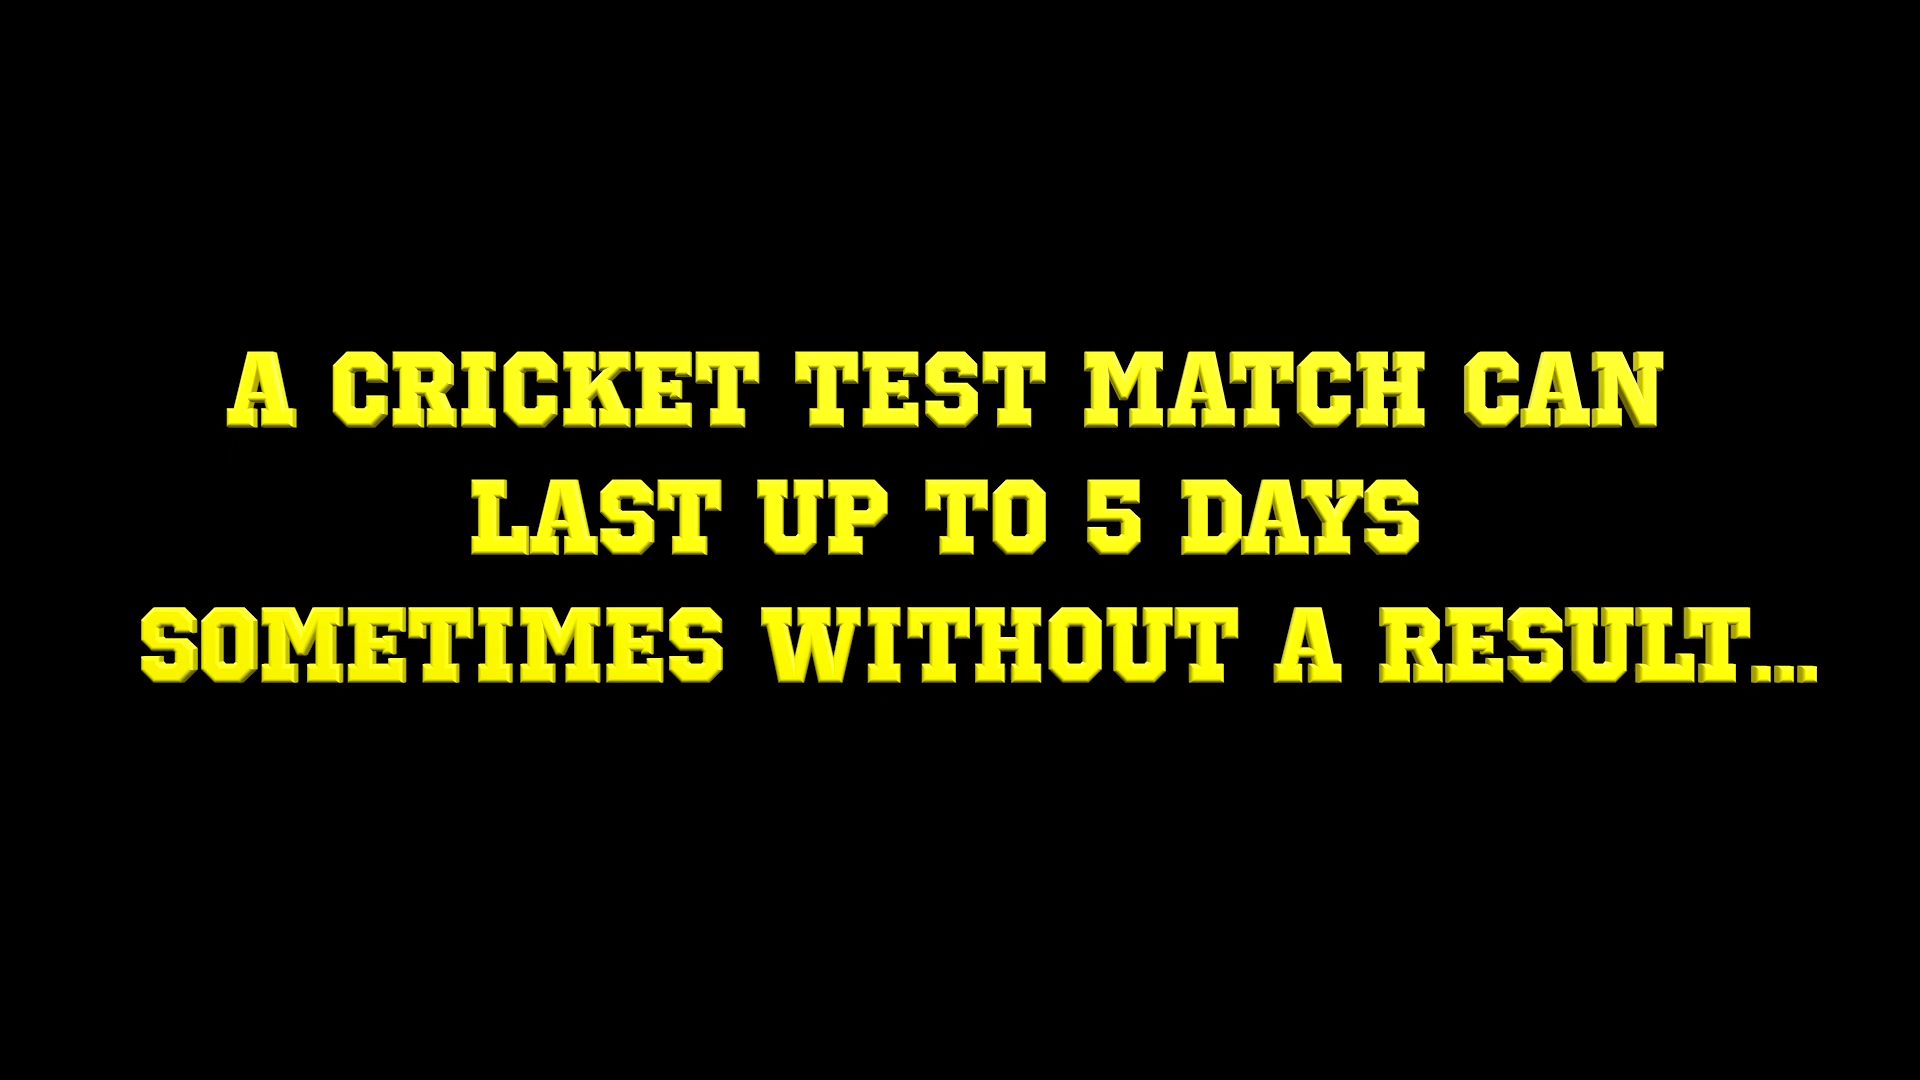 A CRICKET TEST MATCH CAN
LAST UP TO 5 DAYS
SOMETIMES WITHOUT A RESULT...